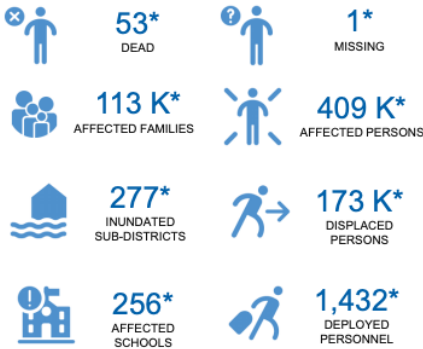 53*
DEAD
1*
MISSING
113 K*
AFFECTED FAMILIES
409 K*
AFFECTED PERSONS
277*
INUNDATED
SUB-DISTRICTS
173 K*
DISPLACED
PERSONS
256*
AFFECTED
SCHOOLS
1,432*
DEPLOYED
PERSONNEL